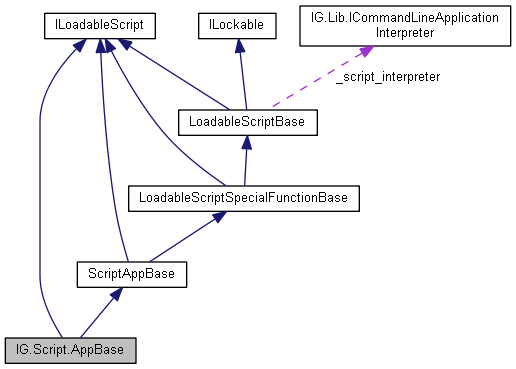 ILoadableScript
ILockable
IG.Lib.ICommandLineApplication
Interpreter
_script_interpreter
LoadableScriptBase
LoadableScriptSpecialFunctionBase
ScriptAppBase
IG.Script.AppBase